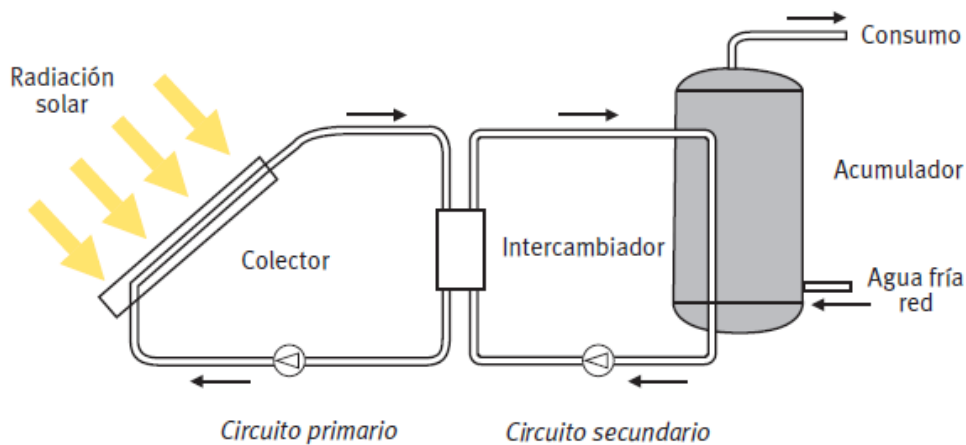 Radiación
solar
Consumo
Acumulador
Colector
Intercambiador
Agua fría
red
Circuito primario
Circuito secundario